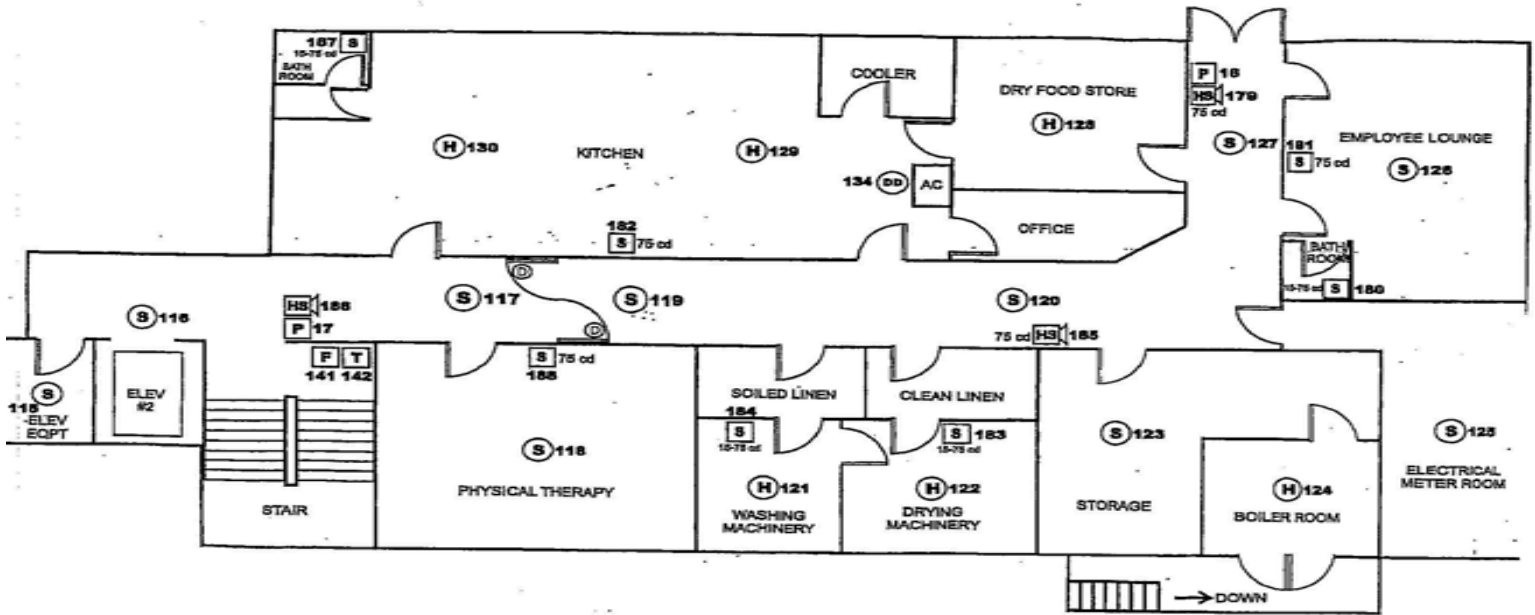 187 S
15-75 cd
BATH
ROOM
COOLER
DRY FOOD STORE
H 128
P 18
HS 179
75 cd
S 127
181
S 75 cd
EMPLOYEE LOUNGE
S 126
H 130
KITCHEN
H 129
134 DD
AC
OFFICE
182
S 75 cd
BATH
ROOM
15-75 cd S 180
S 116
HS 186
P 17
F T
141 142
S 117
D
D
S 119
S 120
75 cd HS 185
S 75 cd
188
S
115
ELEV
EQPT
ELEV
#2
STAIR
S 118
PHYSICAL THERAPY
SOILED LINEN
184
S
15-75 cd
CLEAN LINEN
S 183
15-75 cd
H 121
WASHING
MACHINERY
H 122
DRYING
MACHINERY
S 123
STORAGE
H 124
BOILER ROOM
S 125
ELECTRICAL
METER ROOM
DOWN